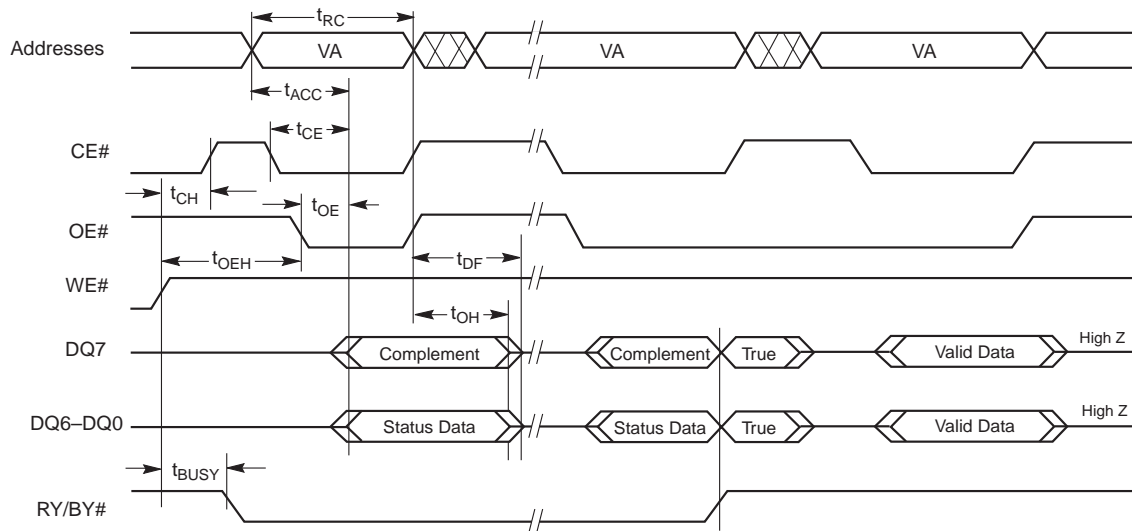 tRC
Addresses VA VA VA
tACC
tCE
CE#
tCH tOE
OE#
tOEH tDF
WE#
tOH
DQ7 Complement Complement True Valid Data High Z
DQ6–DQ0 Status Data Status Data True Valid Data High Z
tBUSY
RY/BY#